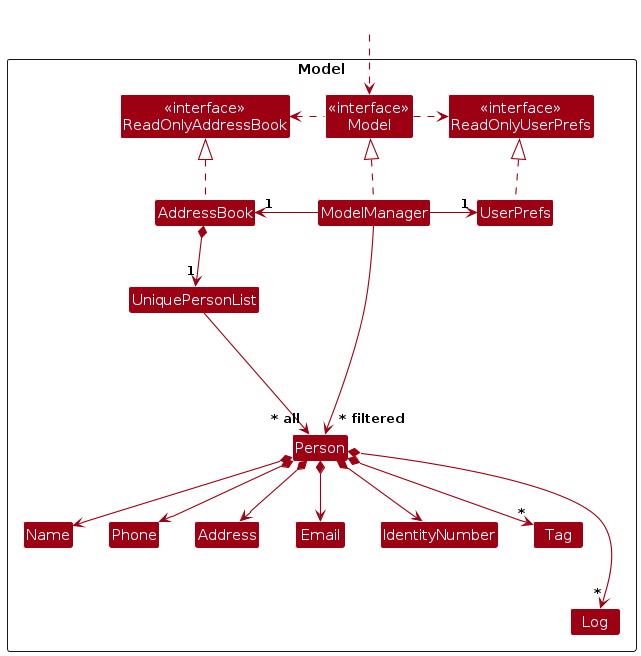 Model
«interface»
ReadOnlyAddressBook
«interface»
Model
«interface»
ReadOnlyUserPrefs
AddressBook
1
ModelManager
1
UserPrefs
1
UniquePersonList
* all
* filtered
Person
Name
Phone
Address
Email
IdentityNumber
*
Tag
*
Log